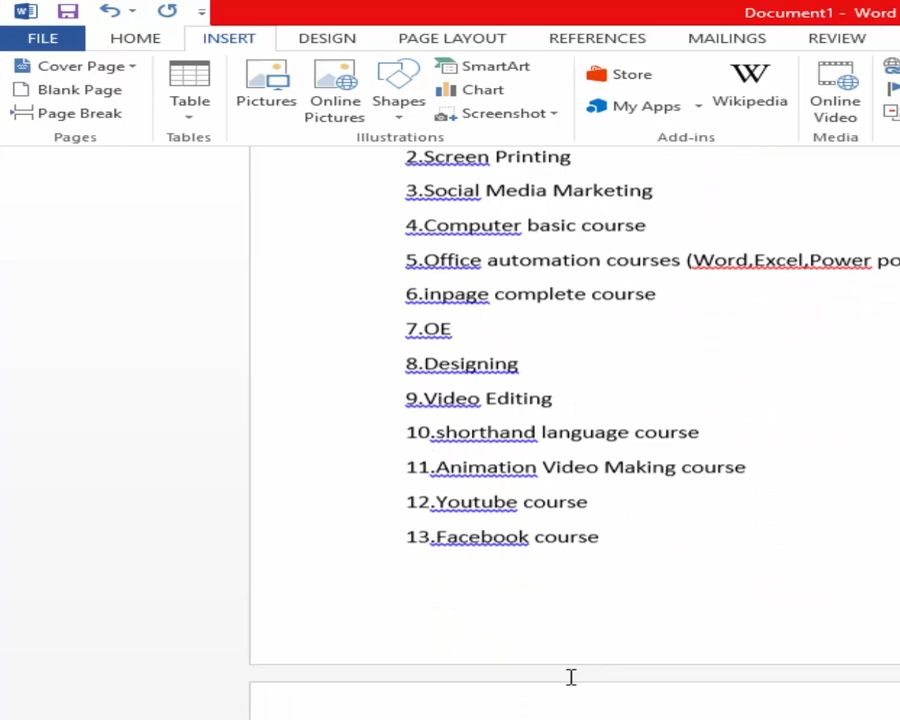 Document1 - Word
FILE HOME INSERT DESIGN PAGE LAYOUT REFERENCES MAILINGS REVIEW
Cover Page
Blank Page
Page Break
Pages
Table
Tables
Pictures
Online Pictures
Shapes
SmartArt
Chart
Screenshot
Illustrations
Store
My Apps
Wikipedia
Add-ins
Online Video
Media
2.Screen Printing
3.Social Media Marketing
4.Computer basic course
5.Office automation courses (Word,Excel,Power po
6.inpage complete course
7.OE
8.Designing
9.Video Editing
10.shorthand language course
11.Animation Video Making course
12.Youtube course
13.Facebook course